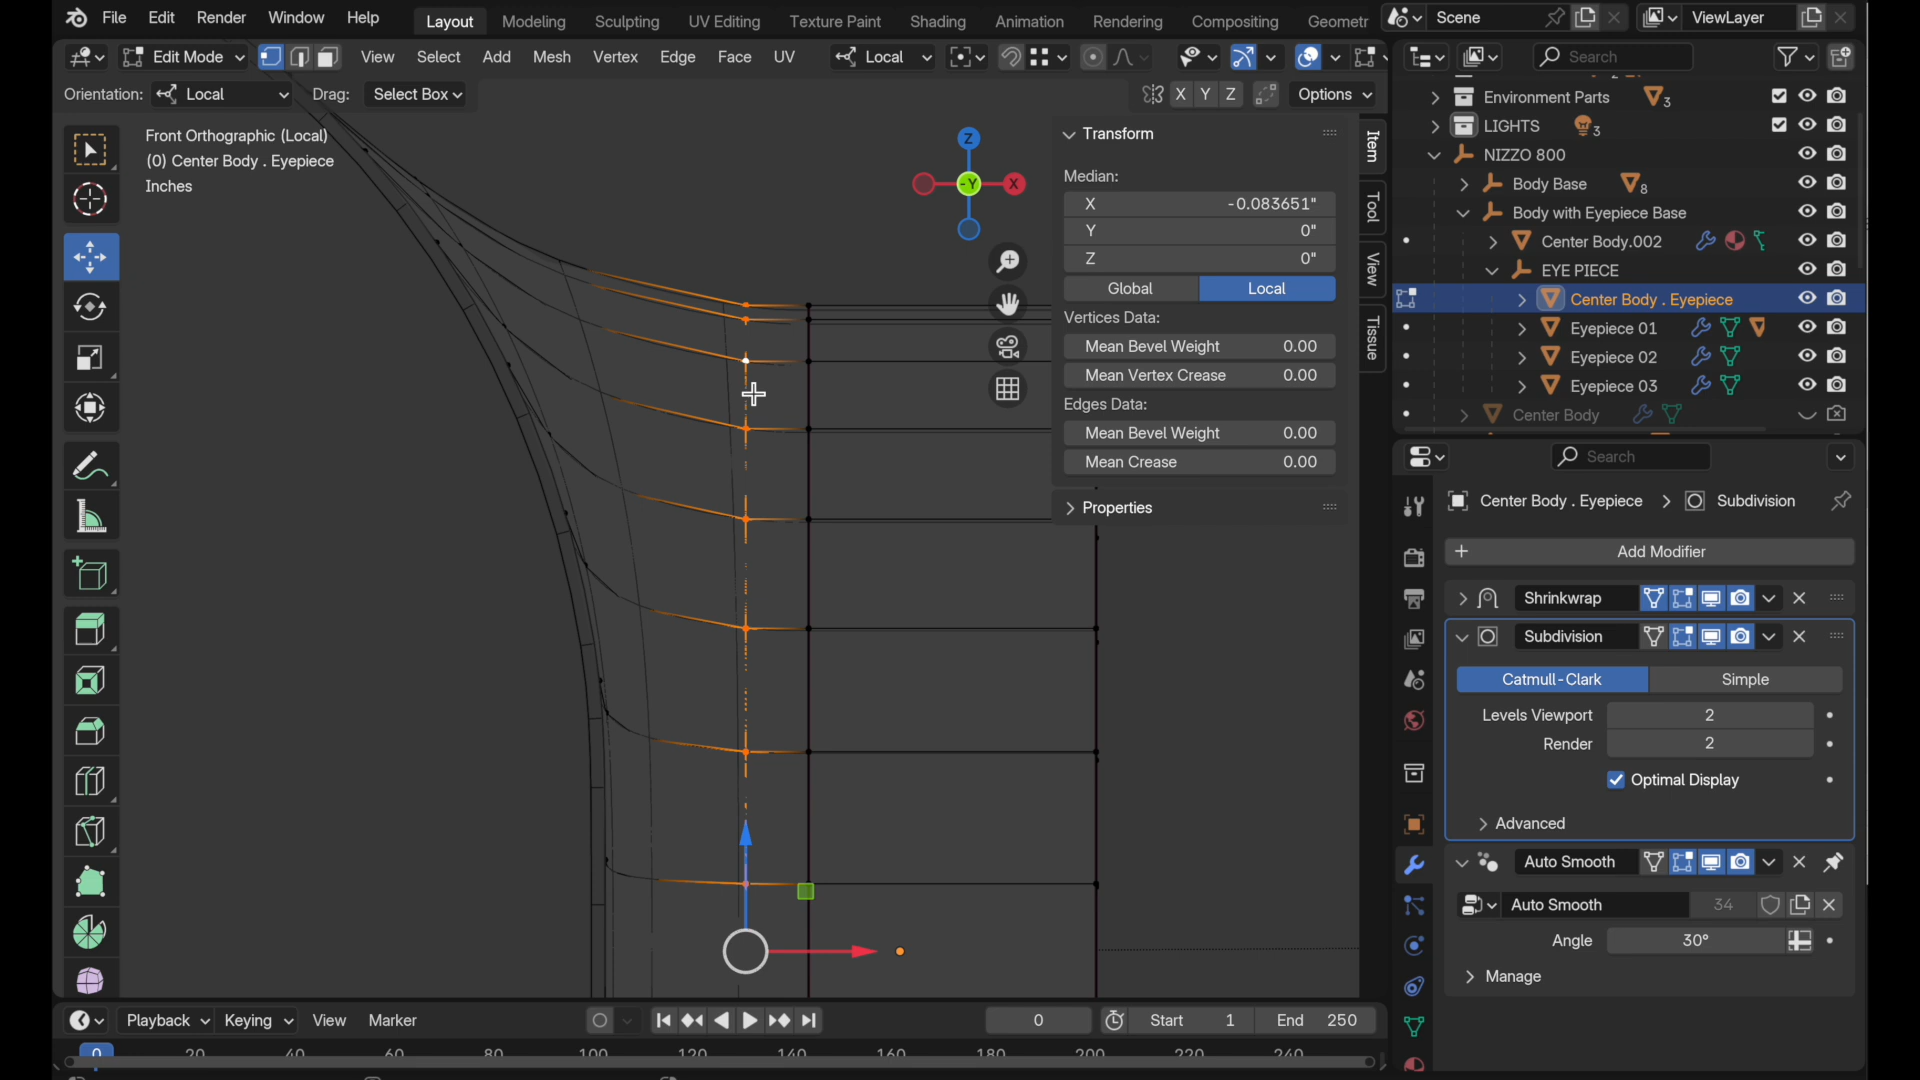 File Edit Render Window Help Layout Modeling Sculpting UV Editing Texture Paint Shading Animation Rendering Compositing Geometr Scene ViewLayer
Edit Mode View Select Add Mesh Vertex Edge Face UV Local Search
Orientation: Local Drag: Select Box X Y Z Options
Environment Parts 3
LIGHTS 3
NIZZO 800
Body Base 8
Body with Eyepiece Base
Center Body.002
EYE PIECE
Center Body . Eyepiece
Eyepiece 01
Eyepiece 02
Eyepiece 03
Center Body
Front Orthographic (Local)
(0) Center Body . Eyepiece
Inches
Z
-Y X
Transform
Median:
X -0.083651"
Y 0"
Z 0"
Global Local
Vertices Data:
Mean Bevel Weight 0.00
Mean Vertex Crease 0.00
Edges Data:
Mean Bevel Weight 0.00
Mean Crease 0.00
Properties
Item
Tool
View
Tissue
Search
Center Body . Eyepiece Subdivision
Add Modifier
Shrinkwrap
Subdivision
Catmull-Clark Simple
Levels Viewport 2
Render 2
Optimal Display
Advanced
Auto Smooth
Auto Smooth 34
Angle 30°
Manage
Playback Keying View Marker 0 Start 1 End 250
0 20 40 60 80 100 120 140 160 180 200 220 240